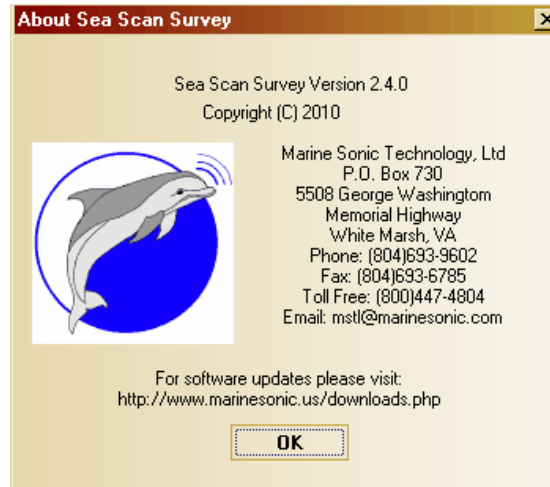 About Sea Scan Survey
Sea Scan Survey Version 2.4.0
Copyright (C) 2010
Marine Sonic Technology, Ltd
P.O. Box 730
5508 George Washingtom
Memorial Highway
White Marsh, VA
Phone: (804)693-9602
Fax: (804)693-6785
Toll Free: (800)447-4804
Email: mstl@marinesonic.com
For software updates please visit:
http://www.marinesonic.us/downloads.php
OK